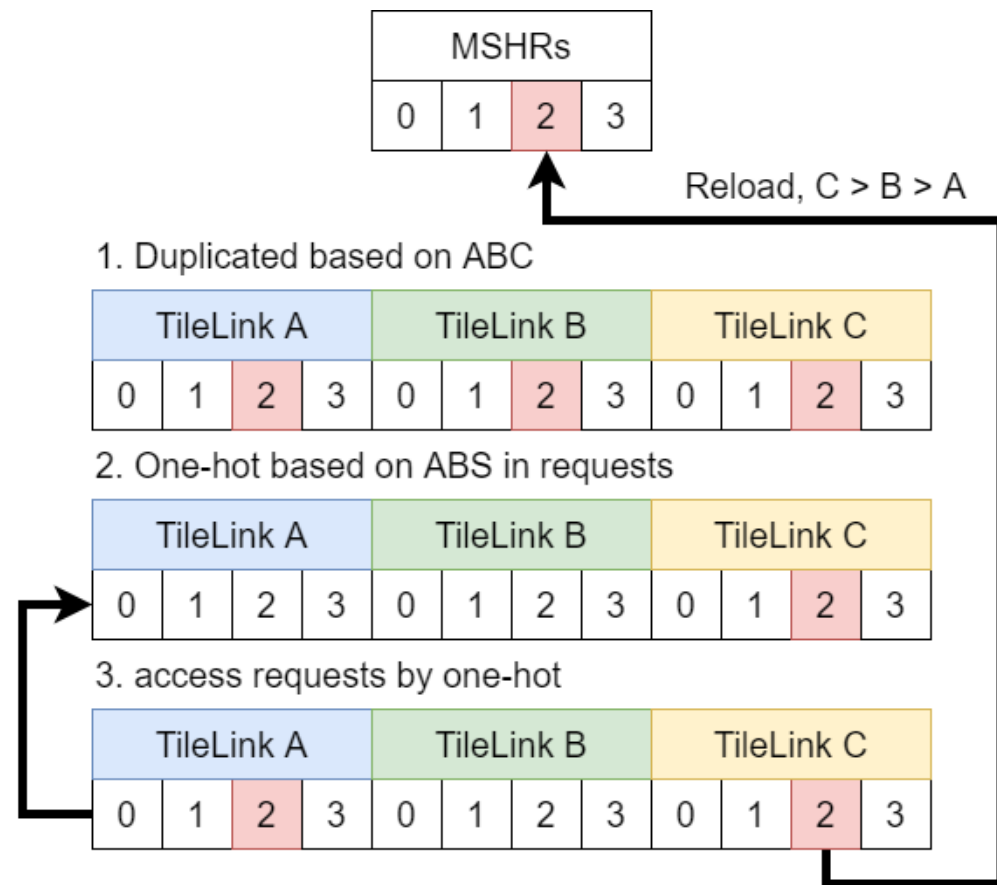 MSHRs
0 1 2 3
Reload, C > B > A
1. Duplicated based on ABC
TileLink A TileLink B TileLink C
0 1 2 3 0 1 2 3 0 1 2 3
2. One-hot based on ABS in requests
TileLink A TileLink B TileLink C
0 1 2 3 0 1 2 3 0 1 2 3
3. access requests by one-hot
TileLink A TileLink B TileLink C
0 1 2 3 0 1 2 3 0 1 2 3